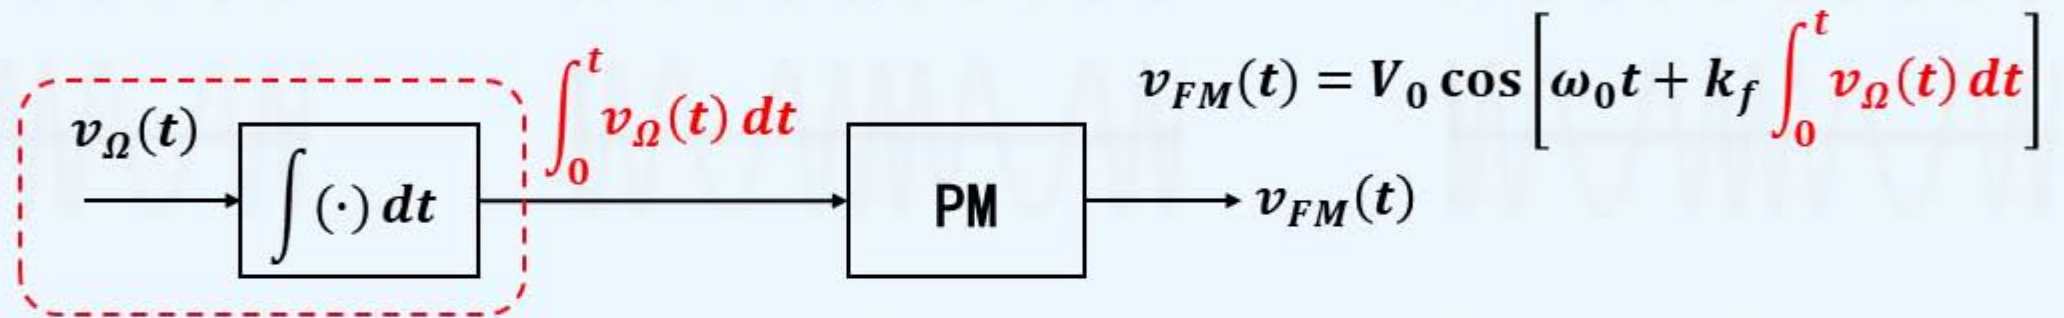 v_Ω(t)
∫(·) dt
∫_0^t v_Ω(t) dt
PM
v_FM(t)
v_FM(t) = V_0 cos[ω_0 t + k_f ∫_0^t v_Ω(t) dt]